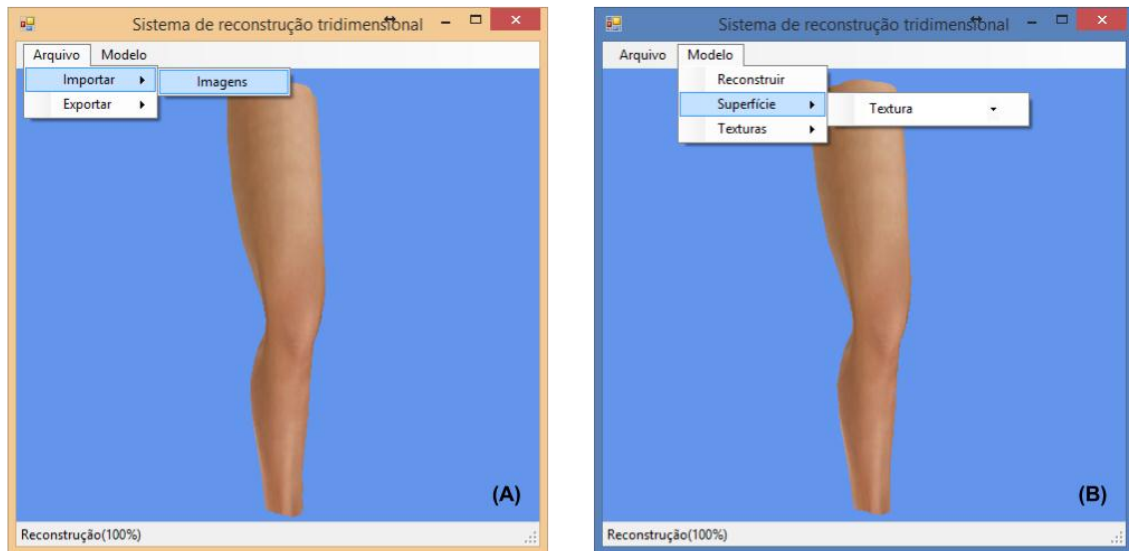 Sistema de reconstrução tridimensional
Arquivo Modelo
Importar Imagens
Exportar
(A)
Reconstrução(100%)
Sistema de reconstrução tridimensional
Arquivo Modelo
Reconstruir
Superfície Textura
Texturas
(B)
Reconstrução(100%)